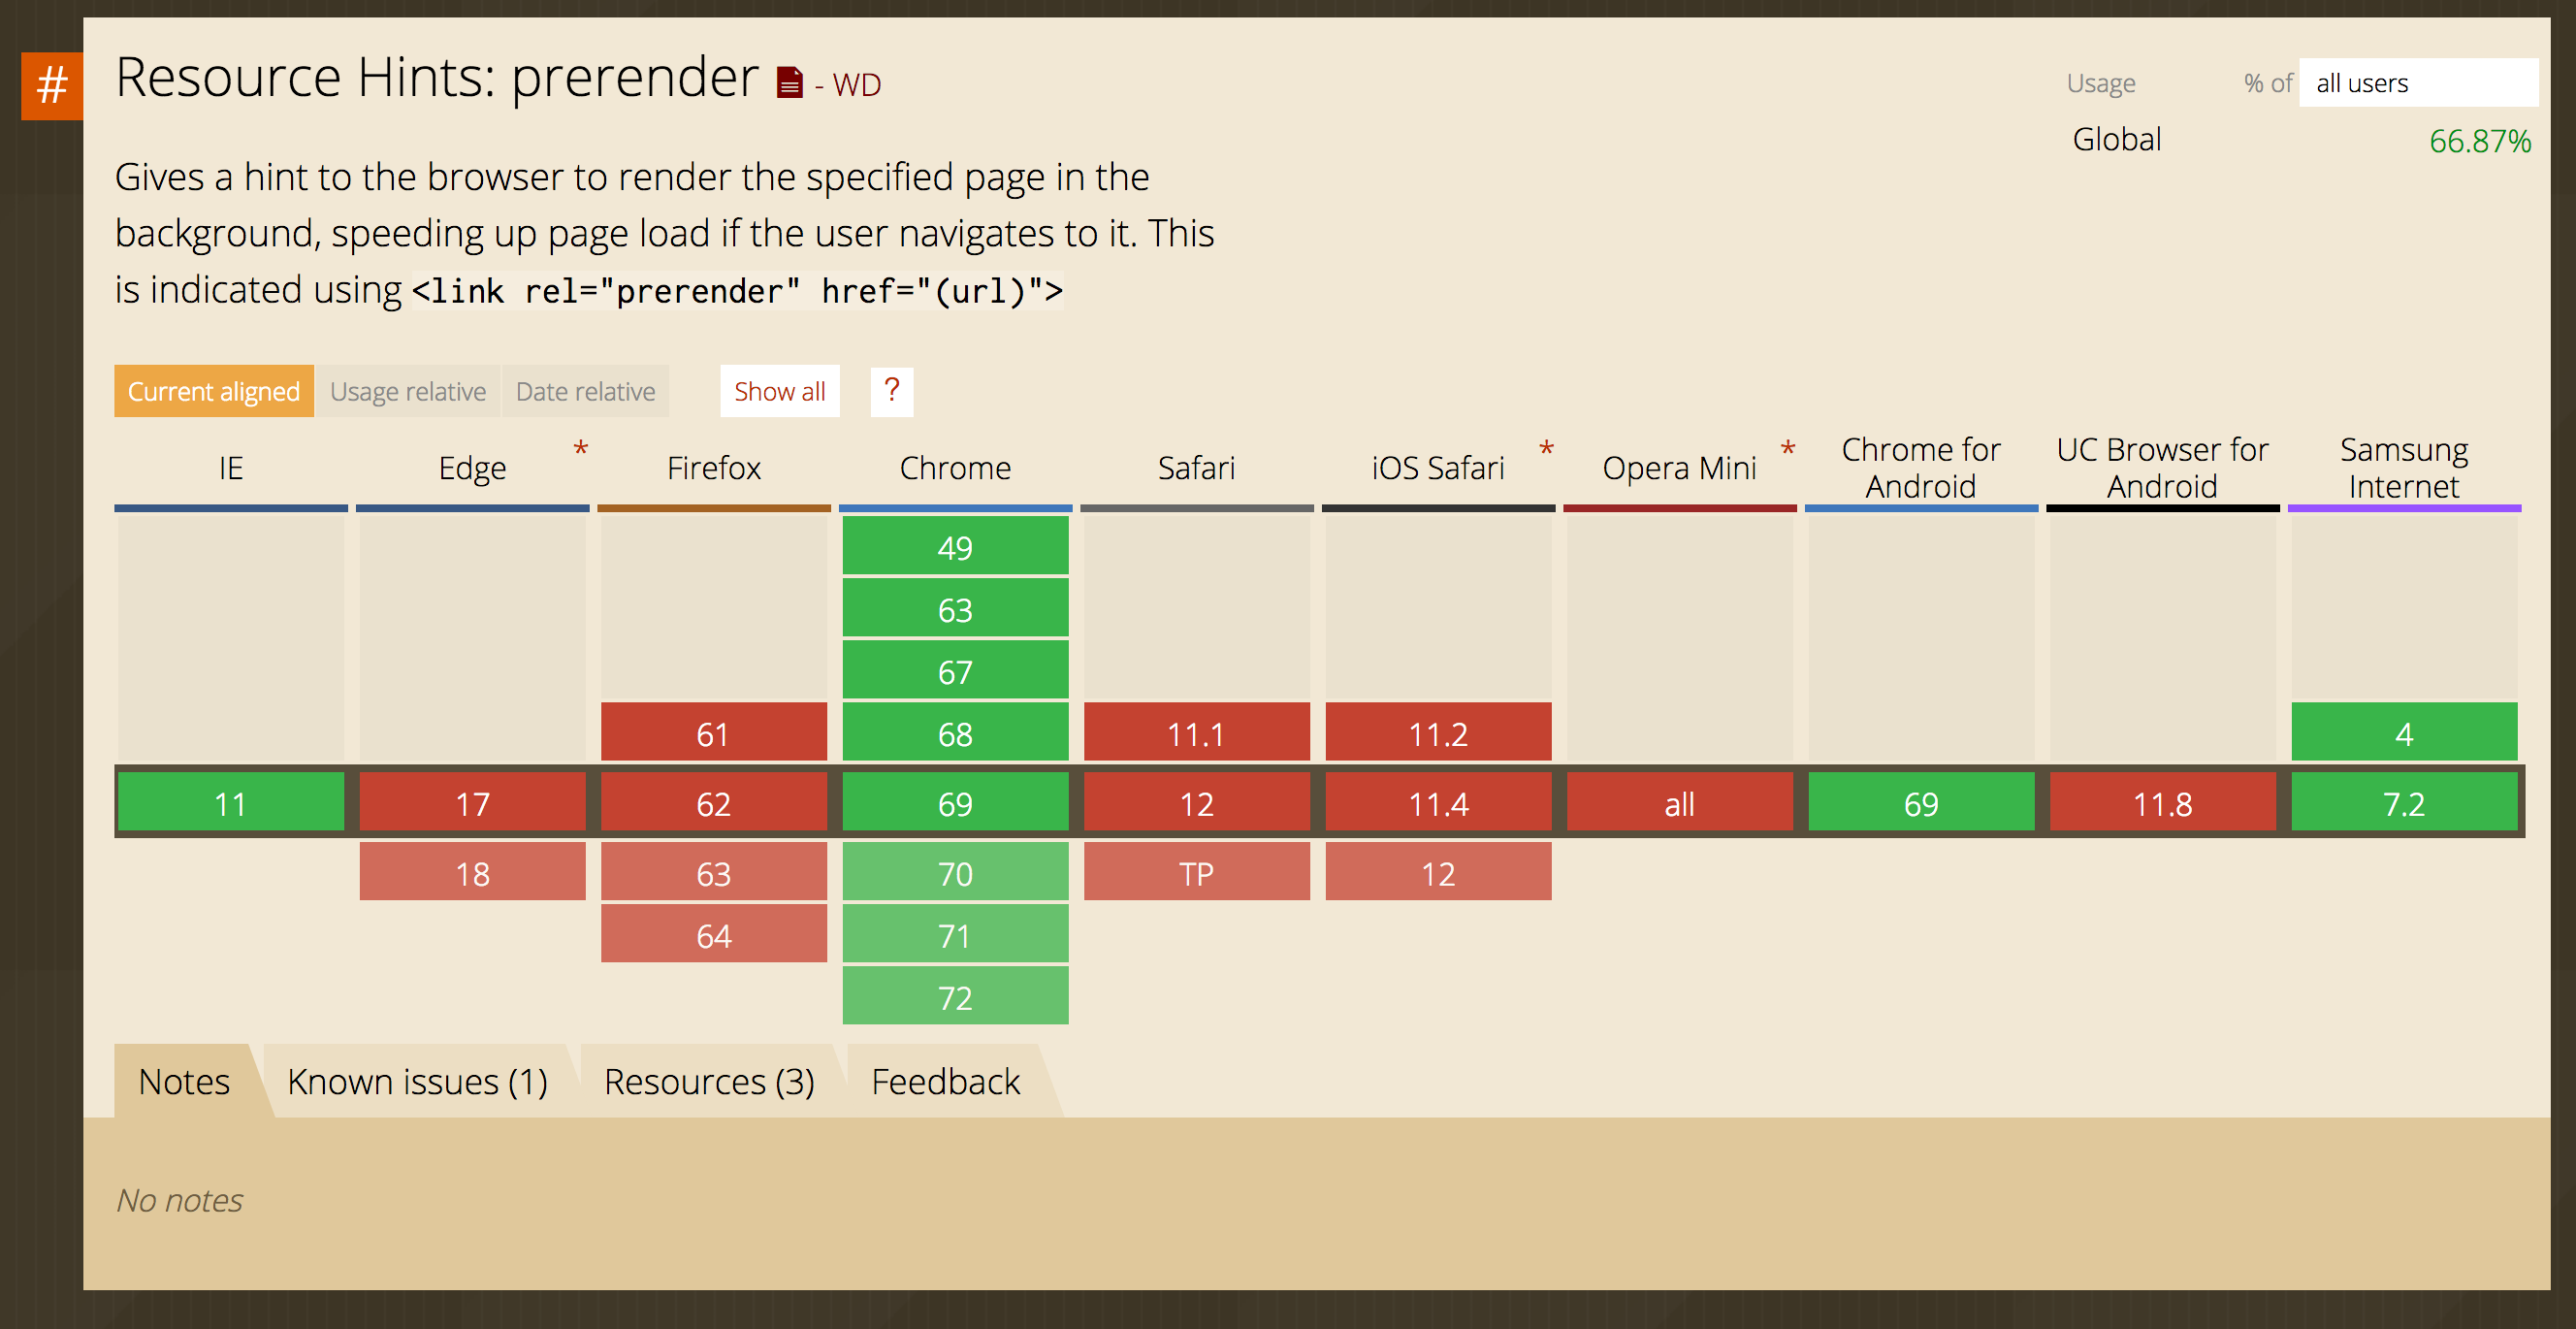 #
Resource Hints: prerender - WD
Usage % of all users
Global 66.87%
Gives a hint to the browser to render the specified page in the
background, speeding up page load if the user navigates to it. This
is indicated using <link rel="prerender" href="(url)">
Current aligned Usage relative Date relative Show all ?
IE Edge * Firefox Chrome Safari iOS Safari * Opera Mini * Chrome for Android UC Browser for Android Samsung Internet
49
63
67
61 68 11.1 11.2 4
11 17 62 69 12 11.4 all 69 11.8 7.2
18 63 70 TP 12
64 71
72
Notes Known issues (1) Resources (3) Feedback
No notes